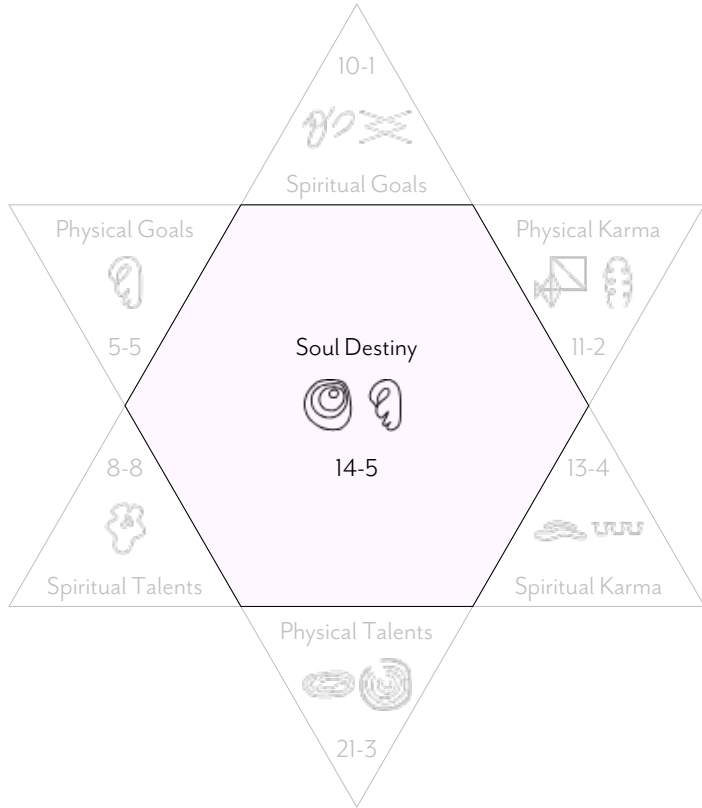 10-1
Spiritual Goals
Physical Goals
5-5
Physical Karma
11-2
Soul Destiny
14-5
8-8
Spiritual Talents
13-4
Spiritual Karma
Physical Talents
21-3